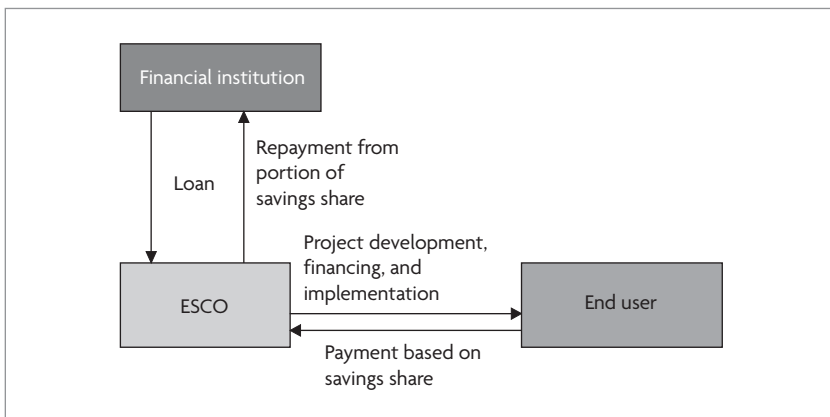 Financial institution
Loan
Repayment from
portion of
savings share
Project development,
financing, and
implementation
ESCO
End user
Payment based on
savings share